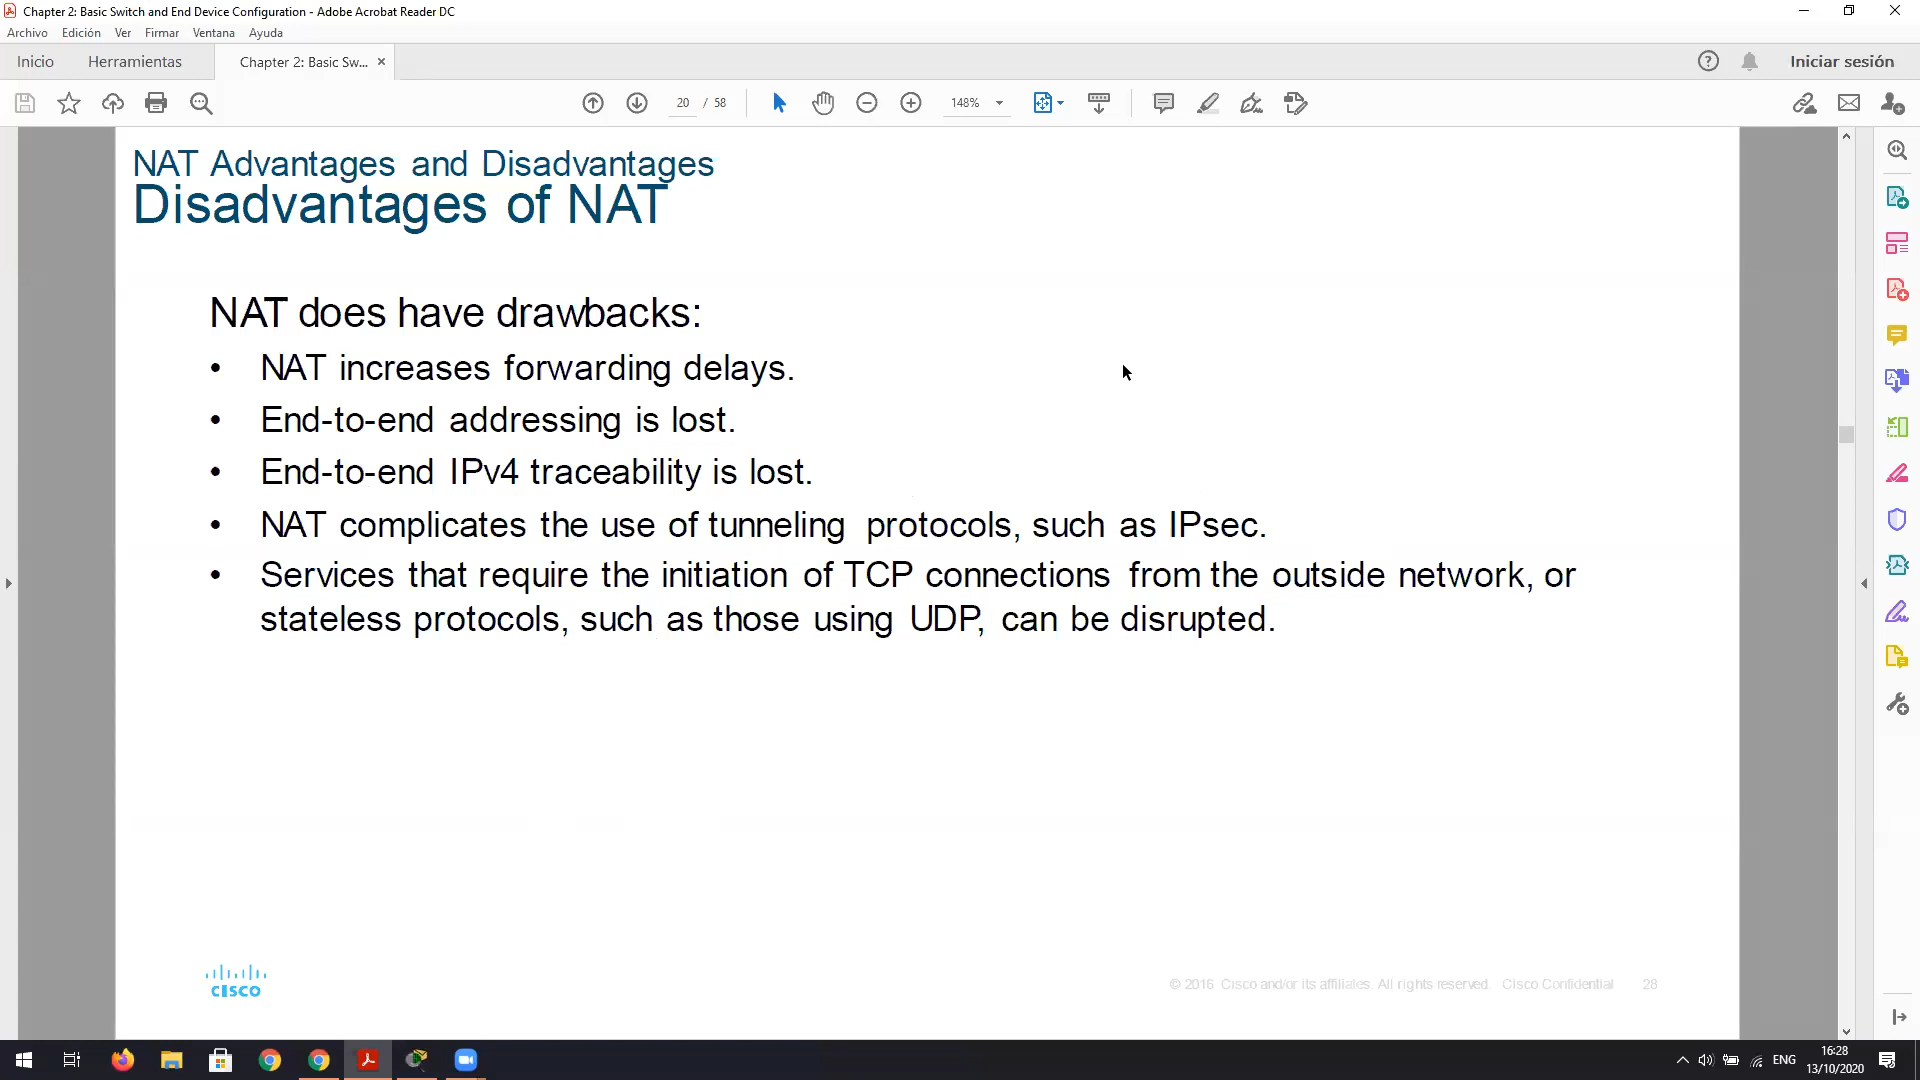 Chapter 2: Basic Switch and End Device Configuration - Adobe Acrobat Reader DC
Archivo Edición Ver Firmar Ventana Ayuda
Inicio Herramientas Chapter 2: Basic Sw... × Iniciar sesión
20 / 58 148%
NAT Advantages and Disadvantages
Disadvantages of NAT
NAT does have drawbacks:
• NAT increases forwarding delays.
• End-to-end addressing is lost.
• End-to-end IPv4 traceability is lost.
• NAT complicates the use of tunneling protocols, such as IPsec.
• Services that require the initiation of TCP connections from the outside network, or
stateless protocols, such as those using UDP, can be disrupted.
CISCO
© 2016 Cisco and/or its affiliates. All rights reserved. Cisco Confidential 28
ENG
16:28
13/10/2020